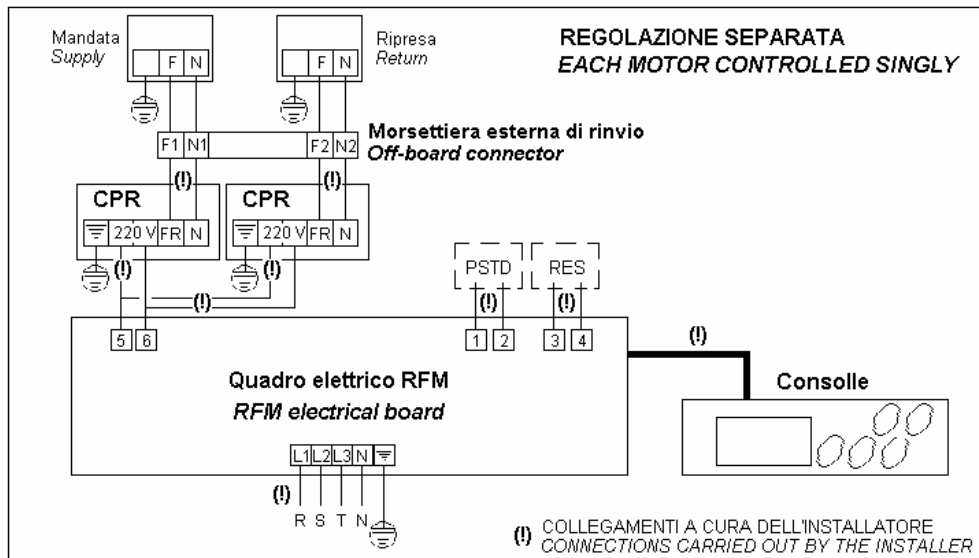 Mandata
Supply
F N
Ripresa
Return
F N
REGOLAZIONE SEPARATA
EACH MOTOR CONTROLLED SINGLY
F1 N1
F2 N2
Morsettiera esterna di rinvio
Off-board connector
(!)
(!)
CPR
220 V FR N
CPR
220 V FR N
(!)
(!)
(!)
PSTD
(!)
RES
(!)
5 6
1 2
3 4
(!)
Quadro elettrico RFM
RFM electrical board
Consolle
L1 L2 L3 N
(!)
R S T N
(!) COLLEGAMENTI A CURA DELL'INSTALLATORE
CONNECTIONS CARRIED OUT BY THE INSTALLER